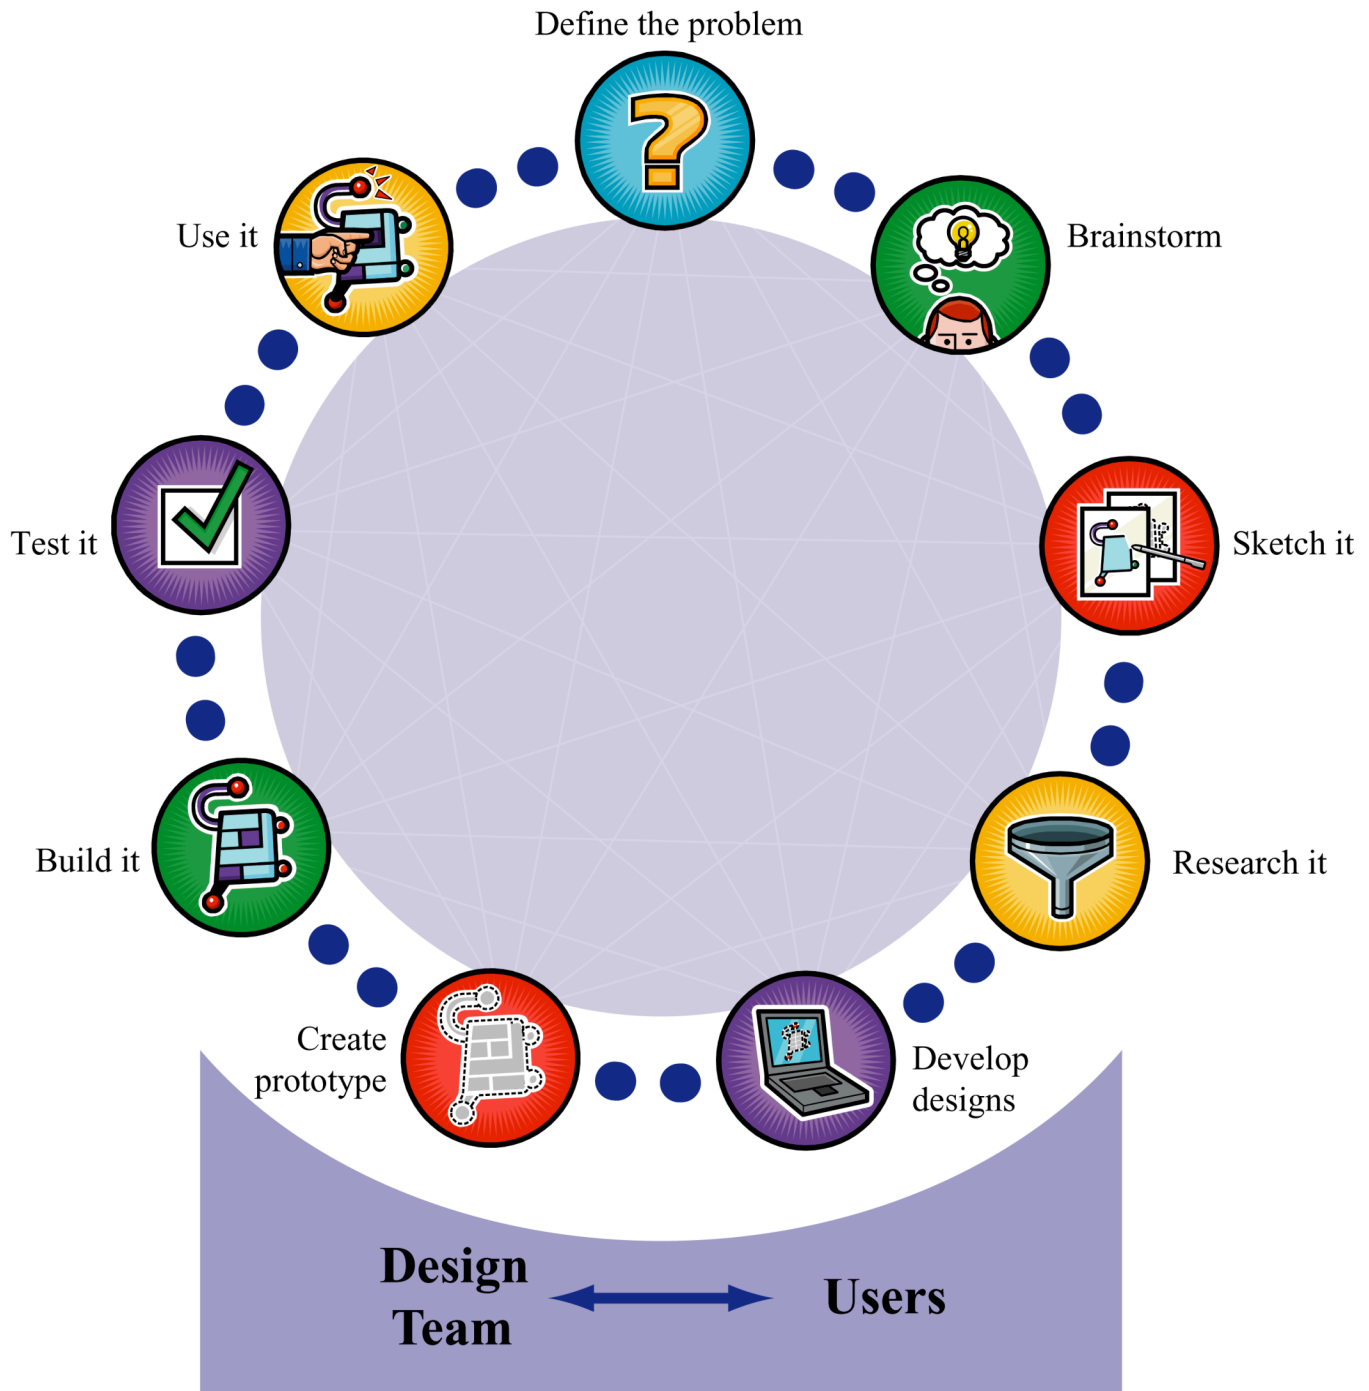 Define the problem
Brainstorm
Sketch it
Research it
Develop
designs
Create
prototype
Build it
Test it
Use it
Design
Team
Users